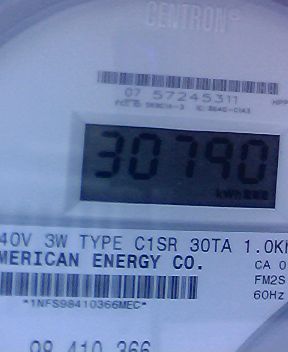 CENTRON®
07 57245311
30790
kWh
40V 3W TYPE C1SR 30TA 1.0K
MERICAN ENERGY CO.
CA 0
FM2S
60Hz
*1NFS98410366MEC*
98 410 366